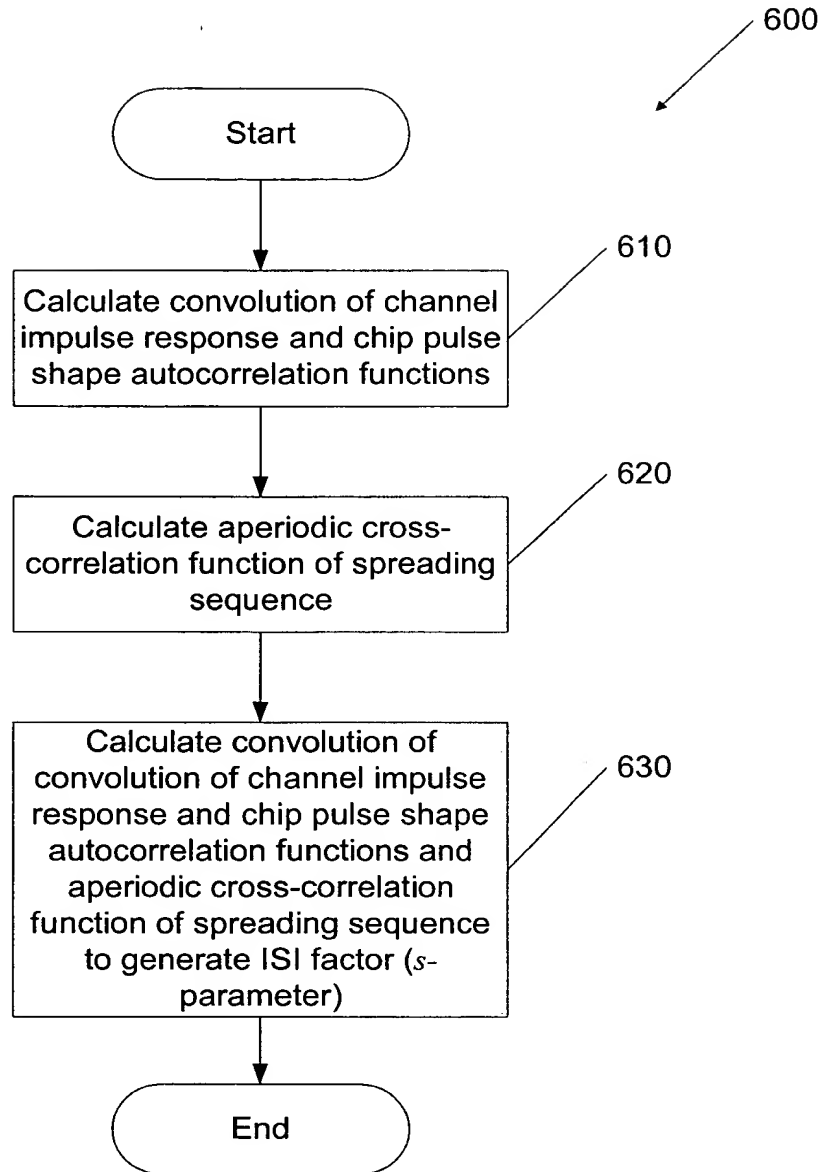 600
Start
610
Calculate convolution of channel
impulse response and chip pulse
shape autocorrelation functions
620
Calculate aperiodic cross-
correlation function of spreading
sequence
630
Calculate convolution of
convolution of channel impulse
response and chip pulse shape
autocorrelation functions and
aperiodic cross-correlation
function of spreading sequence
to generate ISI factor (s-
parameter)
End